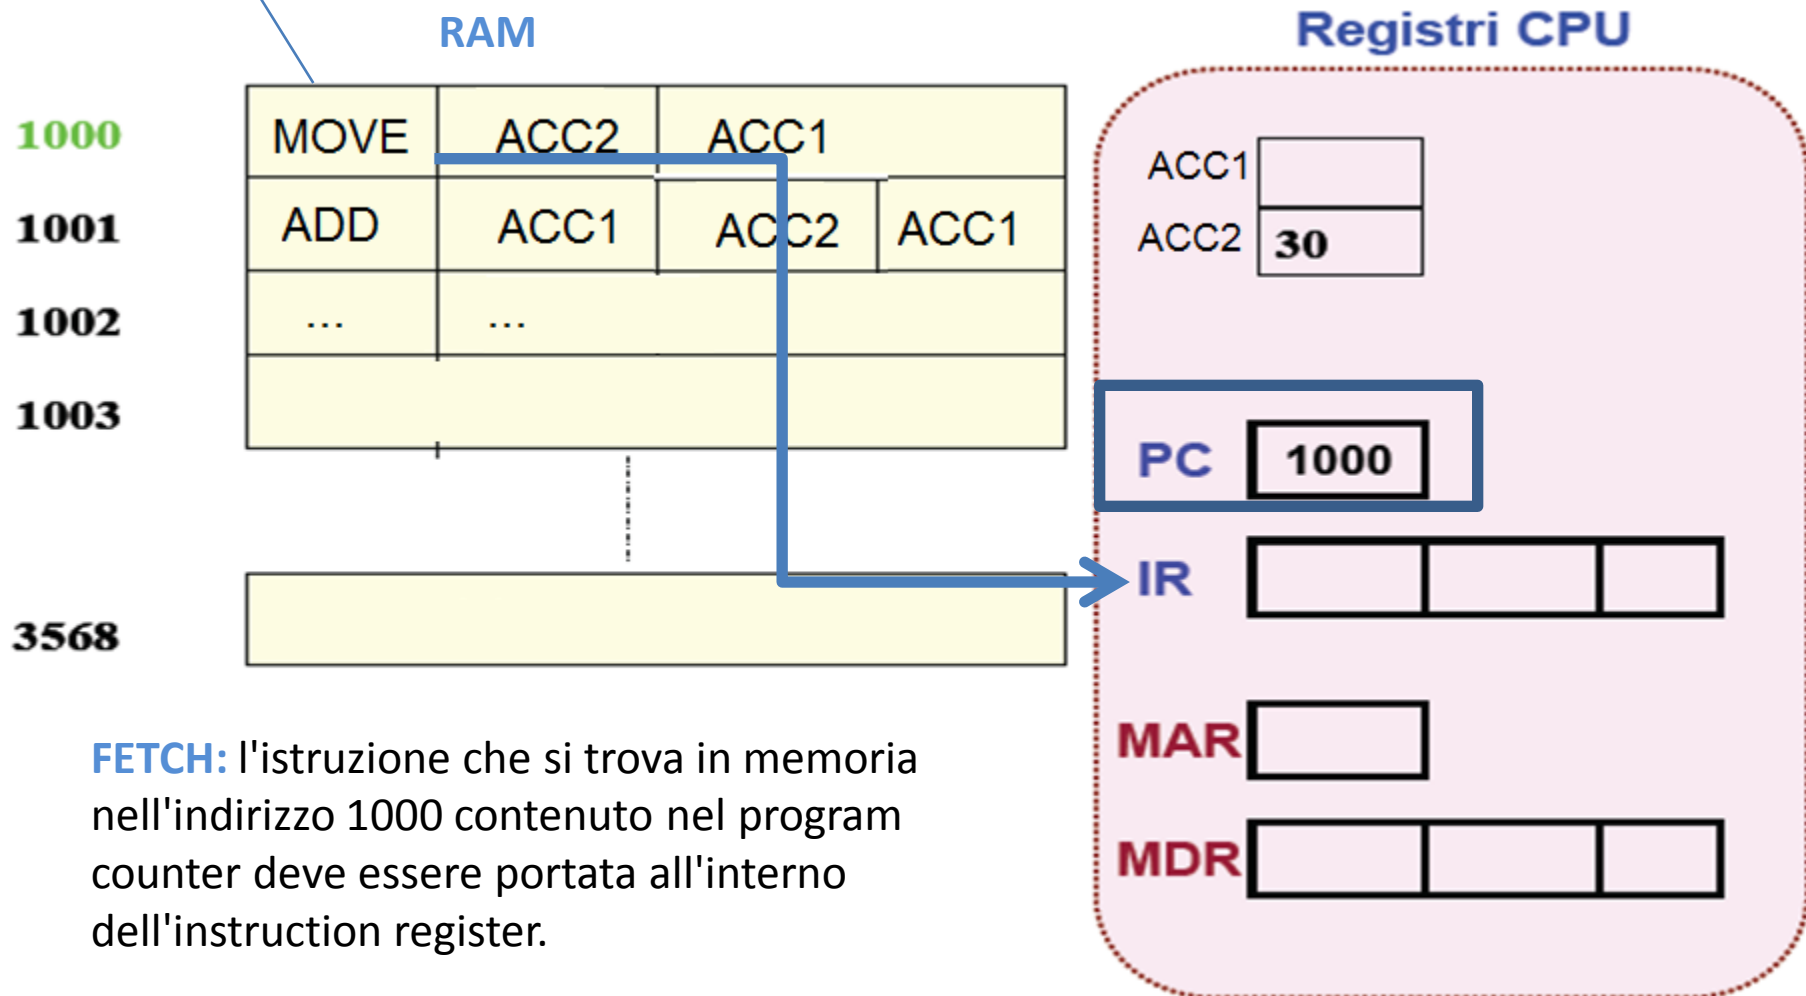 RAM
Registri CPU
1000 MOVE ACC2 ACC1
1001 ADD ACC1 ACC2 ACC1
1002 ... ...
1003
3568
ACC1
ACC2 30
PC 1000
IR
MAR
MDR
FETCH: l'istruzione che si trova in memoria
nell'indirizzo 1000 contenuto nel program
counter deve essere portata all'interno
dell'instruction register.